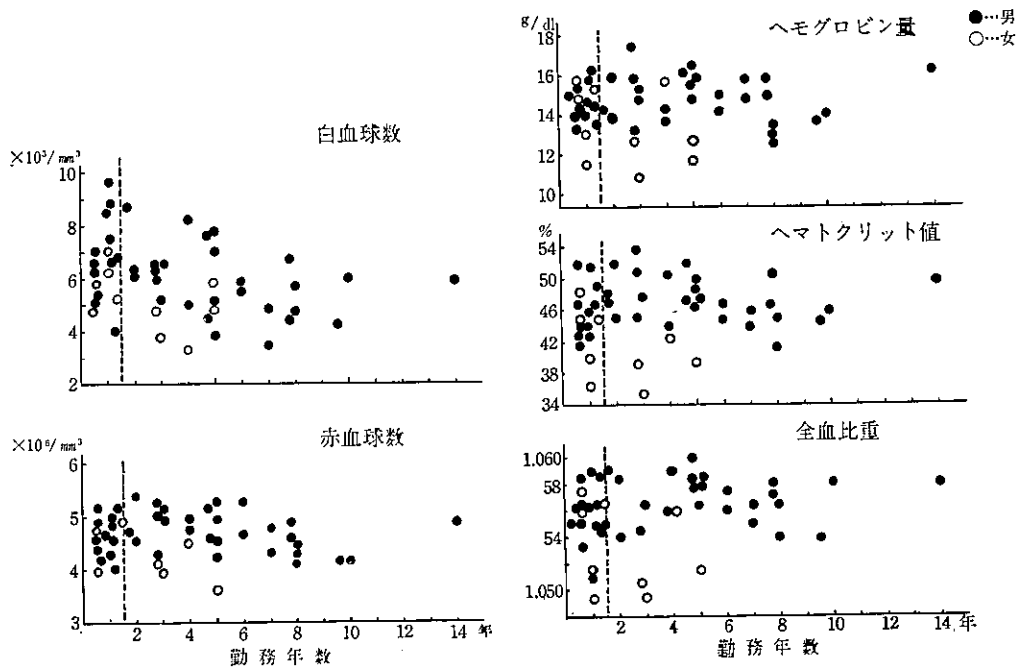 白血球数
×10³/mm³
10
8
6
4
2
赤血球数
×10⁶/mm³
6
5
4
3
2 4 6 8 10 12 14 年
勤務年数
●…男
○…女
ヘモグロビン量
g/dl
18
16
14
12
10
ヘマトクリット値
%
54
50
46
42
38
34
全血比重
1.060
58
54
1.050
2 4 6 8 10 12 14 年
勤務年数